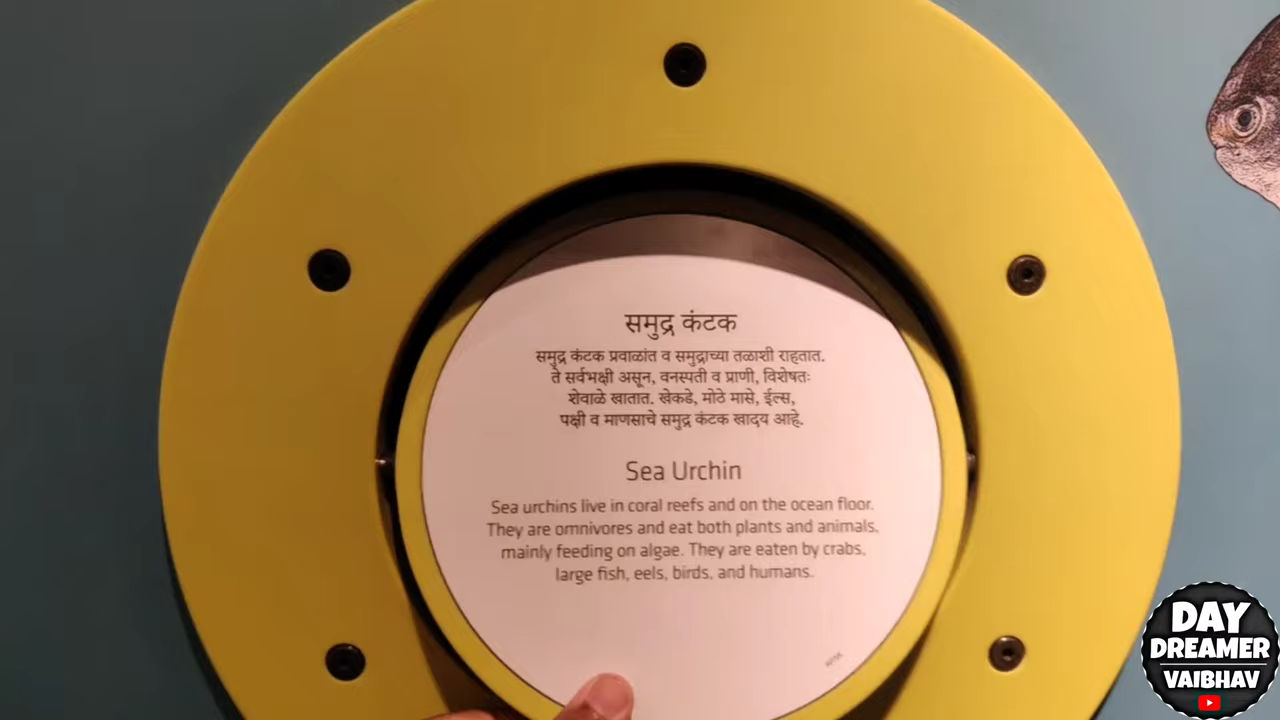 समुद्र कंटक
समुद्र कंटक प्रवाळांत व समुद्राच्या तळाशी राहतात.
ते सर्वभक्षी असून, वनस्पती व प्राणी, विशेषतः
शेवाळे खातात. खेकडे, मोठे मासे, ईल्स,
पक्षी व माणसाचे समुद्र कंटक खादय आहे.
Sea Urchin
Sea urchins live in coral reefs and on the ocean floor.
They are omnivores and eat both plants and animals,
mainly feeding on algae. They are eaten by crabs,
large fish, eels, birds, and humans.
DAY
DREAMER
VAIBHAV